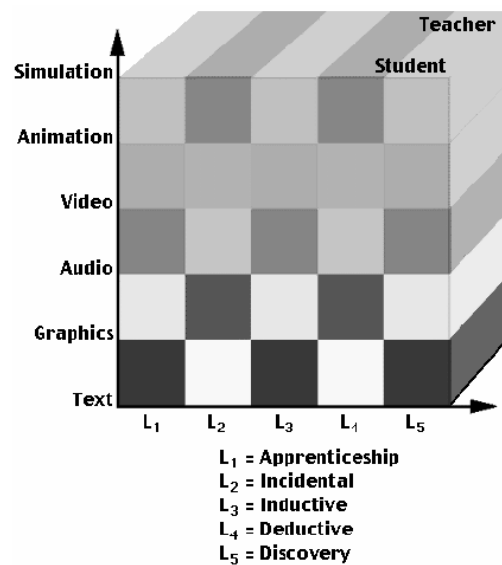 Teacher
Student
Simulation
Animation
Video
Audio
Graphics
Text
L₁ L₂ L₃ L₄ L₅
L₁ = Apprenticeship
L₂ = Incidental
L₃ = Inductive
L₄ = Deductive
L₅ = Discovery